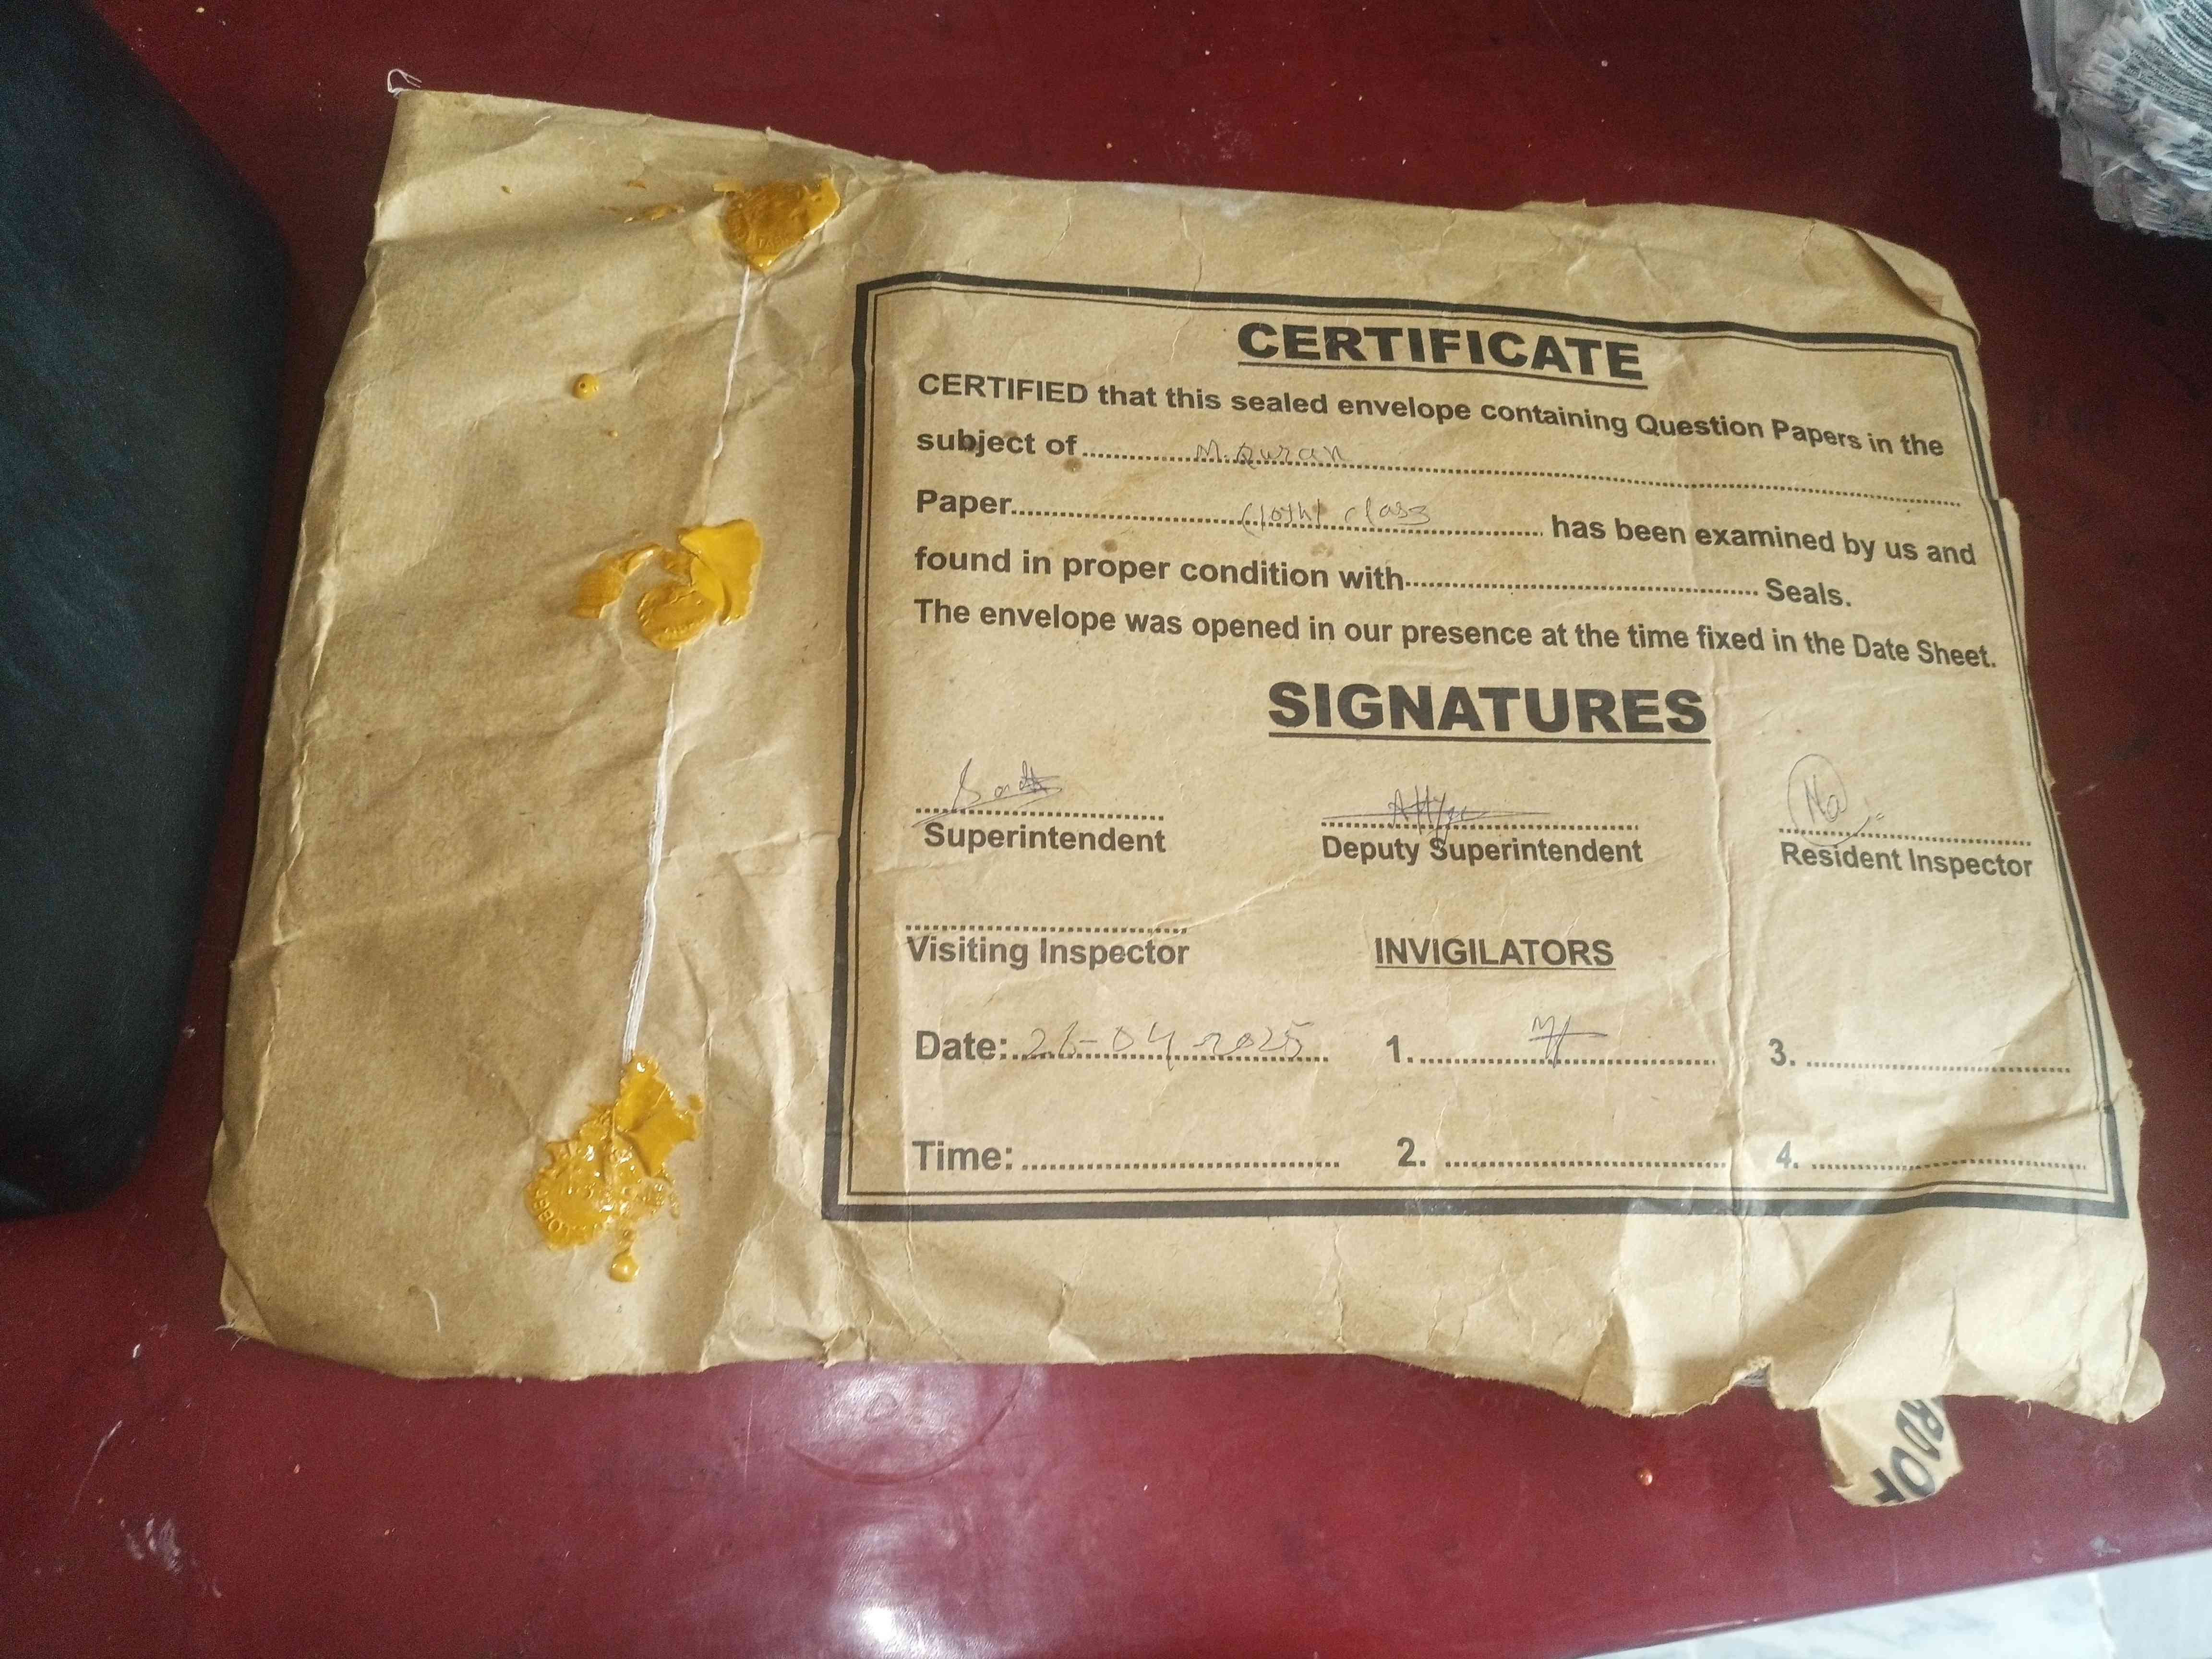 CERTIFICATE
CERTIFIED that this sealed envelope containing Question Papers in the
subject of M. Quran
Paper (10th) class has been examined by us and
found in proper condition with Seals.
The envelope was opened in our presence at the time fixed in the Date Sheet.
SIGNATURES
Superintendent Deputy Superintendent Resident Inspector
Visiting Inspector INVIGILATORS
Date: 26-04-2025 1. 3.
Time: 2. 4.